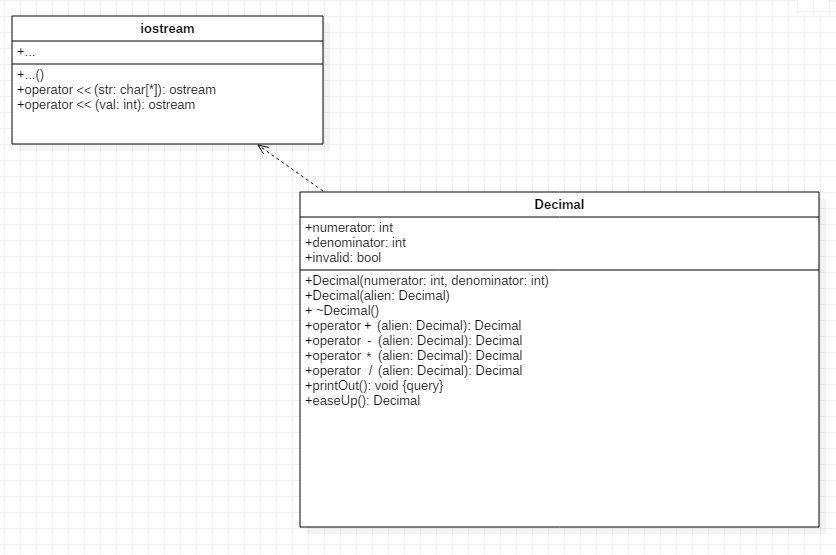 iostream
+...
+...()
+operator << (str: char[*]): ostream
+operator << (val: int): ostream
Decimal
+numerator: int
+denominator: int
+invalid: bool
+Decimal(numerator: int, denominator: int)
+Decimal(alien: Decimal)
+ ~Decimal()
+operator + (alien: Decimal): Decimal
+operator - (alien: Decimal): Decimal
+operator * (alien: Decimal): Decimal
+operator / (alien: Decimal): Decimal
+printOut(): void {query}
+easeUp(): Decimal